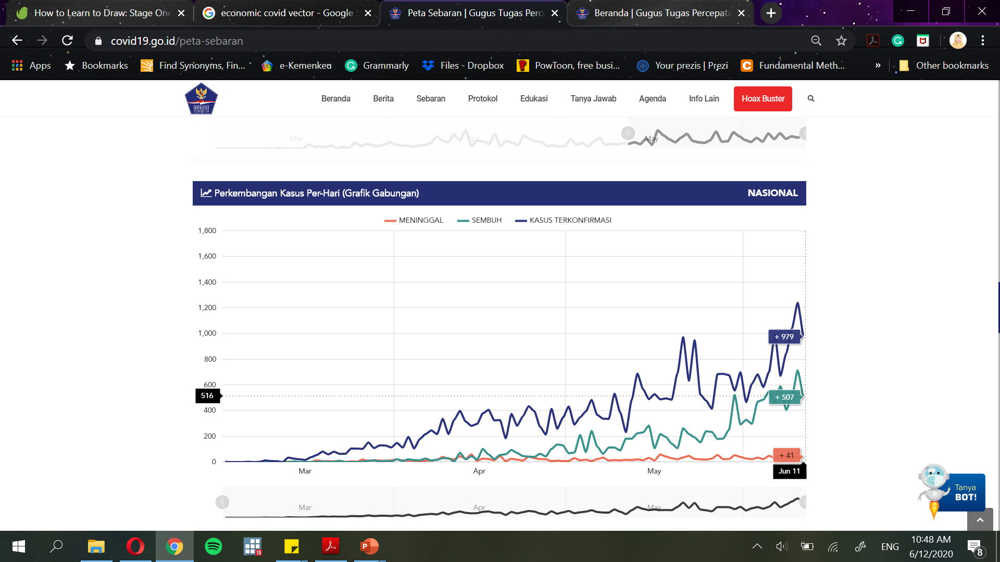 How to Learn to Draw: Stage One
economic covid vector - Google
Peta Sebaran | Gugus Tugas Perce
Beranda | Gugus Tugas Percepata
covid19.go.id/peta-sebaran
Apps
Bookmarks
Find Synonyms, Fin...
e-Kemenkeu
Grammarly
Files - Dropbox
PowToon, free busi...
Your prezis | Prezi
Fundamental Meth...
»
Other bookmarks
COVID-19
Beranda
Berita
Sebaran
Protokol
Edukasi
Tanya Jawab
Agenda
Info Lain
Hoax Buster
Mar
Apr
May
Perkembangan Kasus Per-Hari (Grafik Gabungan)
NASIONAL
MENINGGAL
SEMBUH
KASUS TERKONFIRMASI
1,800
1,600
1,400
1,200
1,000
800
600
516
400
200
0
+ 979
+ 507
+ 41
Mar
Apr
May
Jun 11
Mar
Apr
May
Tanya
BOT!
15
P
ENG
10:48 AM
6/12/2020
8